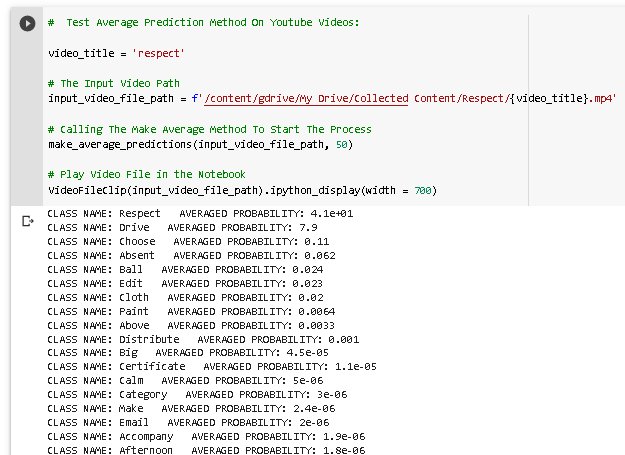 #  Test Average Prediction Method On Youtube Videos:
video_title = 'respect'
# The Input Video Path
input_video_file_path = f'/content/gdrive/My Drive/Collected Content/Respect/{video_title}.mp4'
# Calling The Make Average Method To Start The Process
make_average_predictions(input_video_file_path, 50)
# Play Video File in the Notebook
VideoFileClip(input_video_file_path).ipython_display(width = 700)
CLASS NAME: Respect   AVERAGED PROBABILITY: 4.1e+01
CLASS NAME: Drive   AVERAGED PROBABILITY: 7.9
CLASS NAME: Choose   AVERAGED PROBABILITY: 0.11
CLASS NAME: Absent   AVERAGED PROBABILITY: 0.062
CLASS NAME: Ball   AVERAGED PROBABILITY: 0.024
CLASS NAME: Edit   AVERAGED PROBABILITY: 0.023
CLASS NAME: Cloth   AVERAGED PROBABILITY: 0.02
CLASS NAME: Paint   AVERAGED PROBABILITY: 0.0064
CLASS NAME: Above   AVERAGED PROBABILITY: 0.0033
CLASS NAME: Distribute   AVERAGED PROBABILITY: 0.001
CLASS NAME: Big   AVERAGED PROBABILITY: 4.5e-05
CLASS NAME: Certificate   AVERAGED PROBABILITY: 1.1e-05
CLASS NAME: Calm   AVERAGED PROBABILITY: 5e-06
CLASS NAME: Category   AVERAGED PROBABILITY: 3e-06
CLASS NAME: Make   AVERAGED PROBABILITY: 2.4e-06
CLASS NAME: Email   AVERAGED PROBABILITY: 2e-06
CLASS NAME: Accompany   AVERAGED PROBABILITY: 1.9e-06
CLASS NAME: Afternoon   AVERAGED PROBABILITY: 1.8e-06